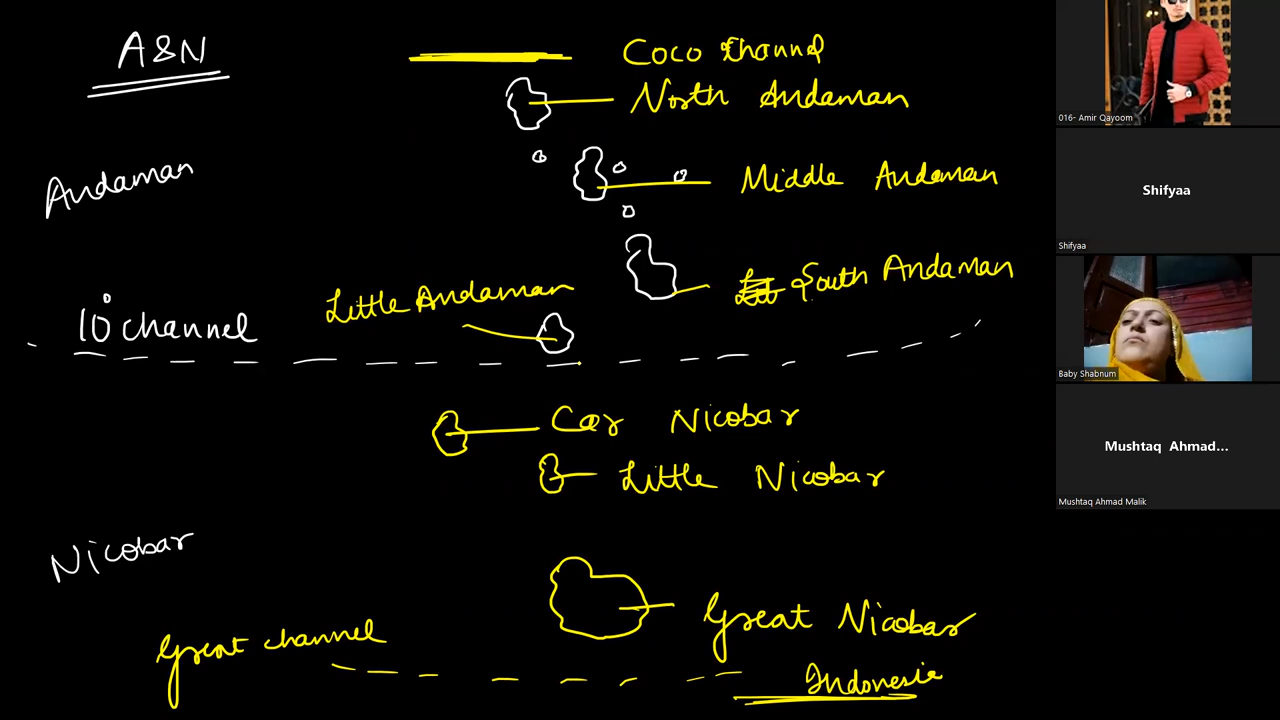 A&N
Coco Channel
North Andaman
Andaman
Middle Andaman
South Andaman
Little Andaman
10° channel
Car Nicobar
Little Nicobar
Nicobar
Great Nicobar
Great channel
Indonesia
016- Amir Qayoom
Shifyaa
Shifyaa
Baby Shabnum
Mushtaq Ahmad...
Mushtaq Ahmad Malik